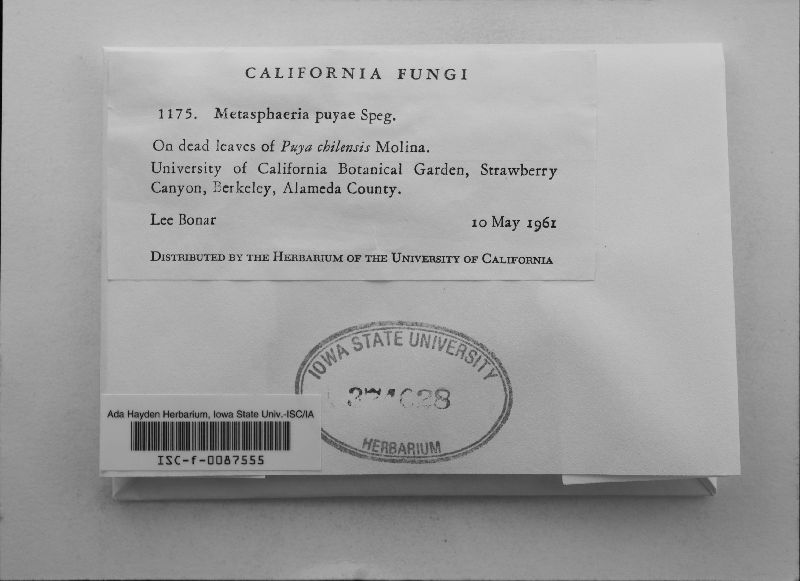 CALIFORNIA FUNGI
1175. Metasphaeria puyae Speg.
On dead leaves of Puya chilensis Molina.
University of California Botanical Garden, Strawberry
Canyon, Berkeley, Alameda County.
Lee Bonar 10 May 1961
DISTRIBUTED BY THE HERBARIUM OF THE UNIVERSITY OF CALIFORNIA
IOWA STATE UNIVERSITY
HERBARIUM
Ada Hayden Herbarium, Iowa State Univ.-ISC/IA
ISC-f-0087555